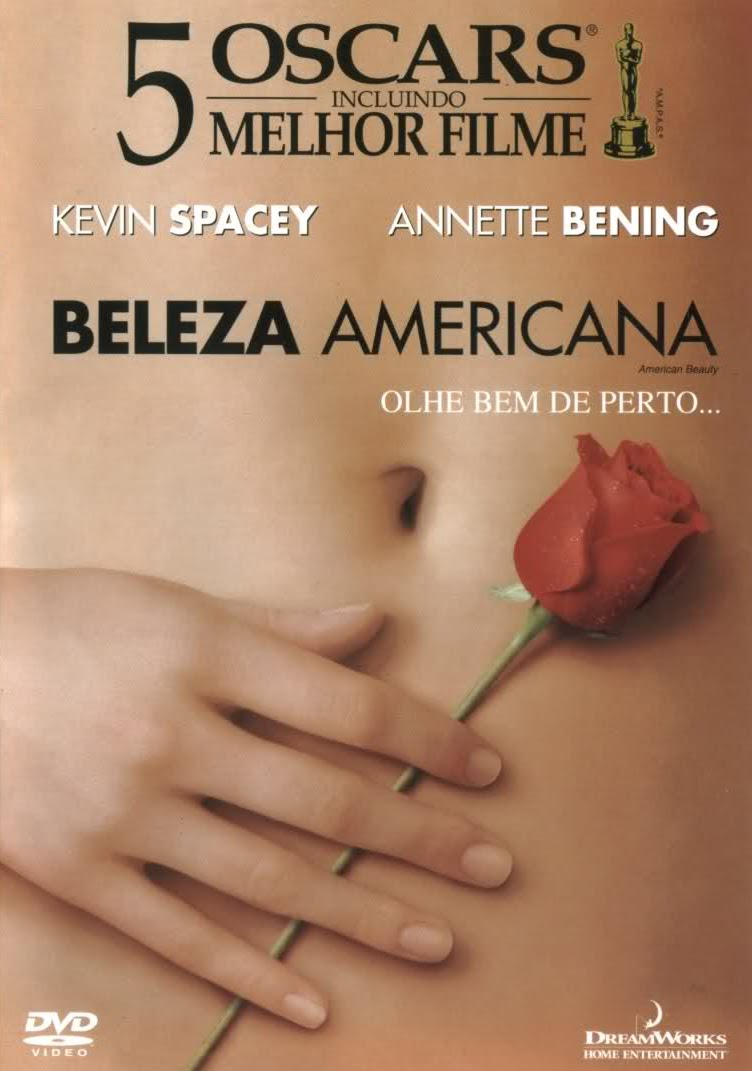 5 OSCARS®
INCLUINDO
MELHOR FILME
"A.M.P.A.S."
KEVIN SPACEY ANNETTE BENING
BELEZA AMERICANA
American Beauty
OLHE BEM DE PERTO...
DVD
VIDEO
DREAMWORKS
HOME ENTERTAINMENT